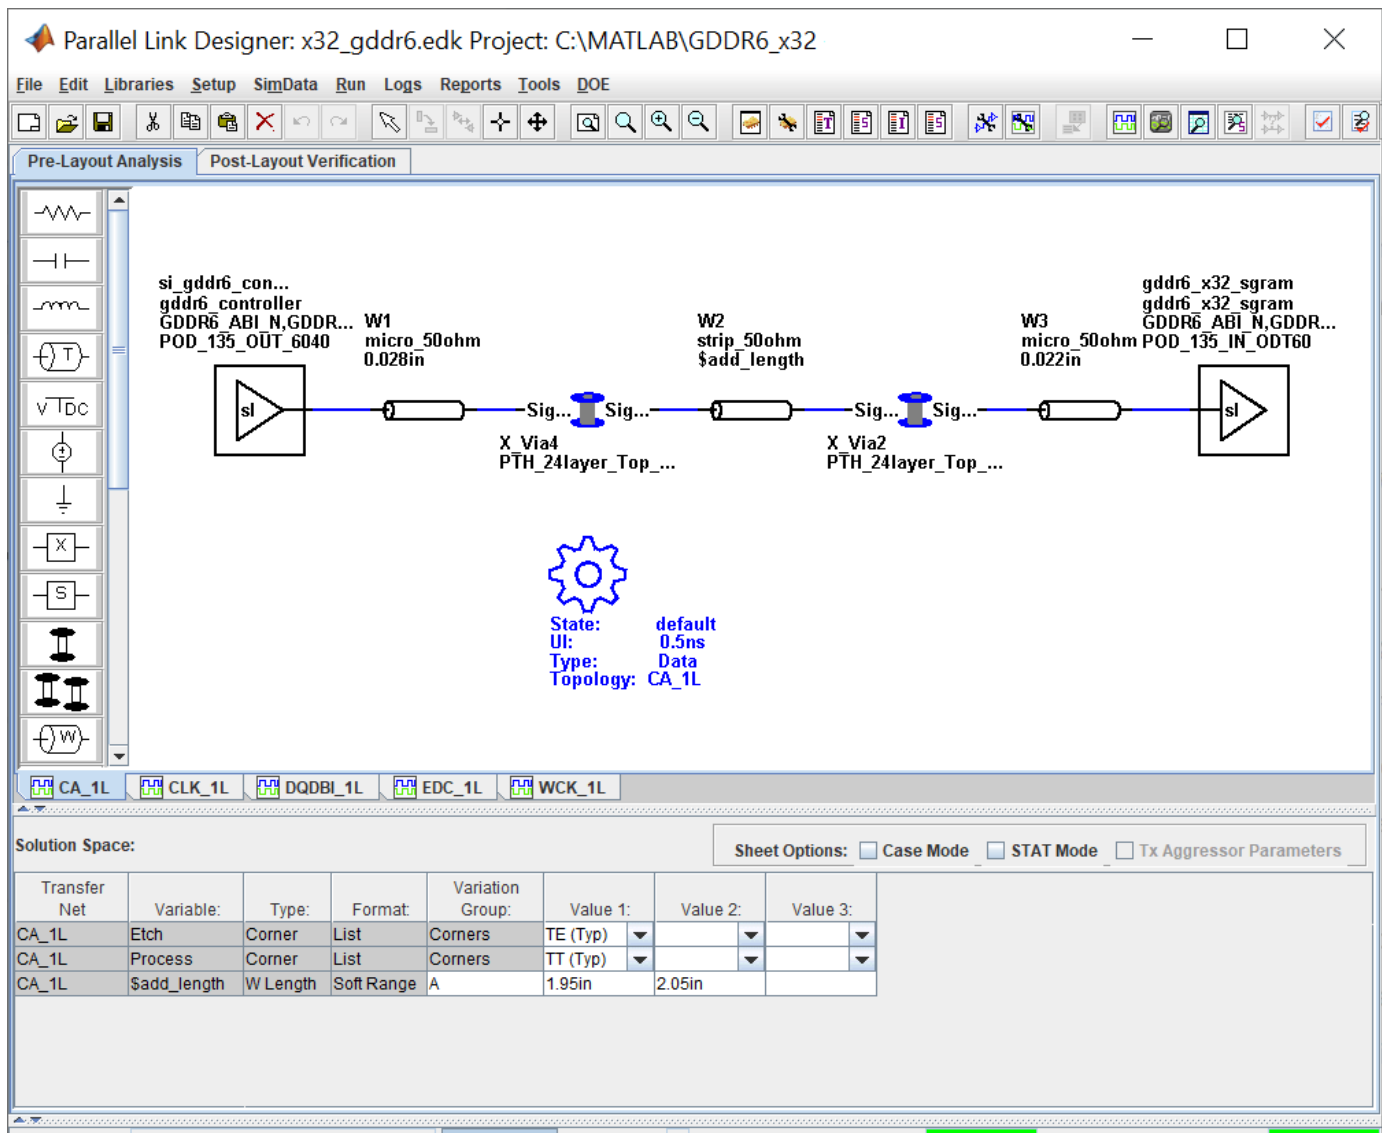 Parallel Link Designer: x32_gddr6.edk Project: C:\MATLAB\GDDR6_x32
File Edit Libraries Setup SimData Run Logs Reports Tools DOE
Pre-Layout Analysis Post-Layout Verification
si_gddr6_con...
gddr6_controller
GDDR6_ABI_N,GDDR...
POD_135_OUT_6040
W1
micro_50ohm
0.028in
W2
strip_50ohm
$add_length
W3
micro_50ohm
0.022in
gddr6_x32_sgram
gddr6_x32_sgram
GDDR6_ABI_N,GDDR...
POD_135_IN_ODT60
sI Sig... Sig... Sig... Sig... sI
X_Via4
PTH_24layer_Top_...
X_Via2
PTH_24layer_Top_...
T
V DC
X
S
W
State: default
UI: 0.5ns
Type: Data
Topology: CA_1L
CA_1L CLK_1L DQDBI_1L EDC_1L WCK_1L
Solution Space:
Sheet Options: Case Mode STAT Mode Tx Aggressor Parameters
Transfer Net Variable: Type: Format: Variation Group: Value 1: Value 2: Value 3:
CA_1L Etch Corner List Corners TE (Typ)
CA_1L Process Corner List Corners TT (Typ)
CA_1L $add_length W Length Soft Range A 1.95in 2.05in